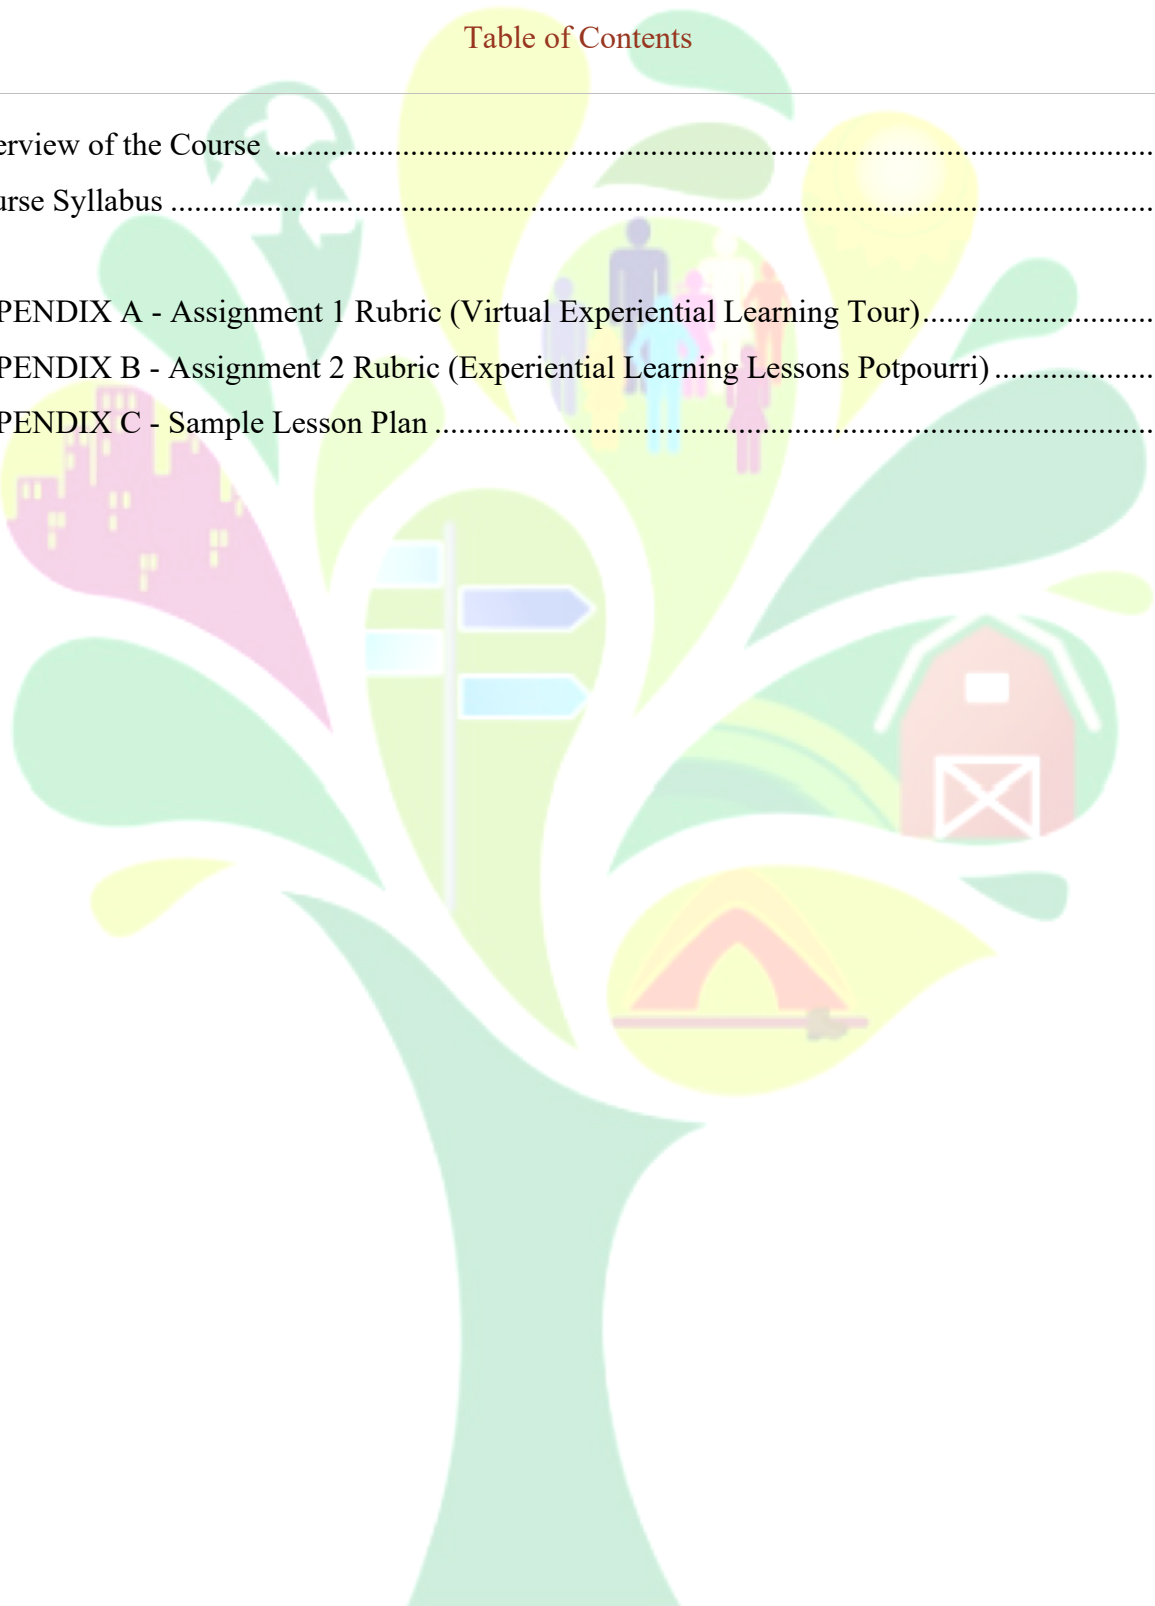 Table of Contents
erview of the Course ..............................................................................................................
urse Syllabus ...........................................................................................................................
PENDIX A - Assignment 1 Rubric (Virtual Experiential Learning Tour).............................
PENDIX B - Assignment 2 Rubric (Experiential Learning Lessons Potpourri) ....................
PENDIX C - Sample Lesson Plan ..........................................................................................